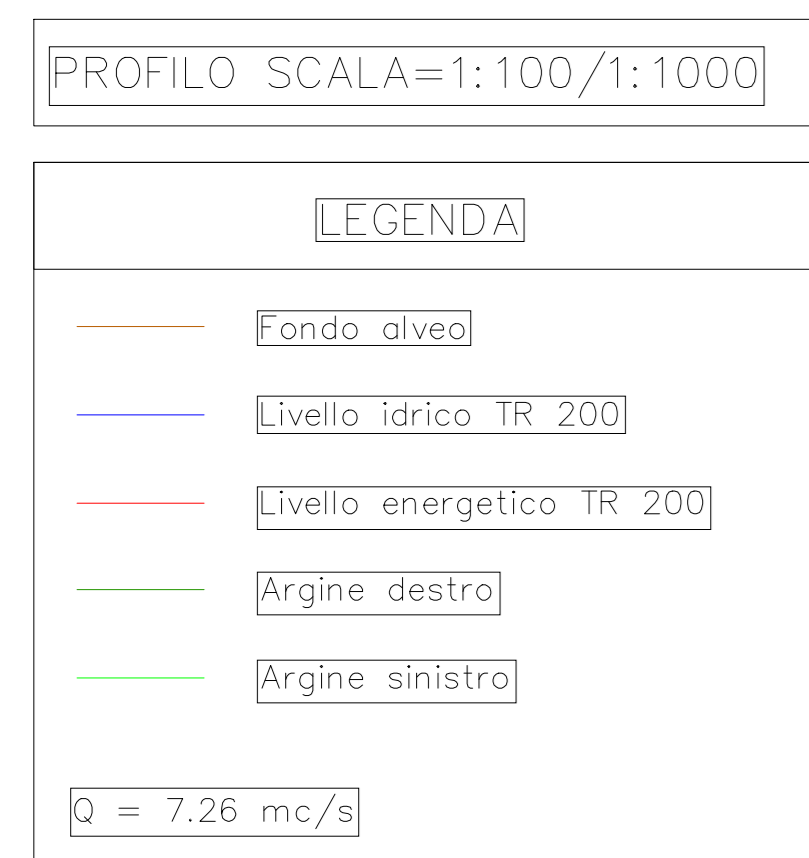 PROFILO SCALA=1:100/1:1000
LEGENDA
Fondo alveo
Livello idrico TR 200
Livello energetico TR 200
Argine destro
Argine sinistro
Q = 7.26 mc/s